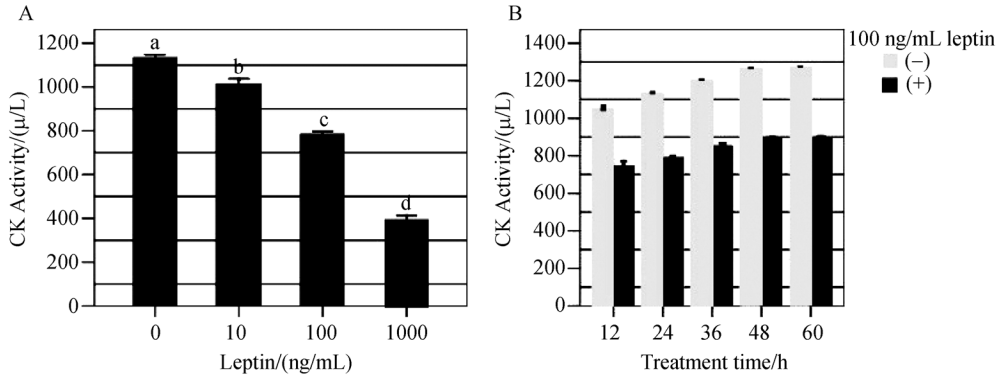 A
1200
1000
800
600
400
200
0
CK Activity/(μ/L)
a
b
c
d
0 10 100 1000
Leptin/(ng/mL)
B
1400
1200
1000
800
600
400
200
0
CK Activity/(μ/L)
100 ng/mL leptin
(−)
(+)
12 24 36 48 60
Treatment time/h